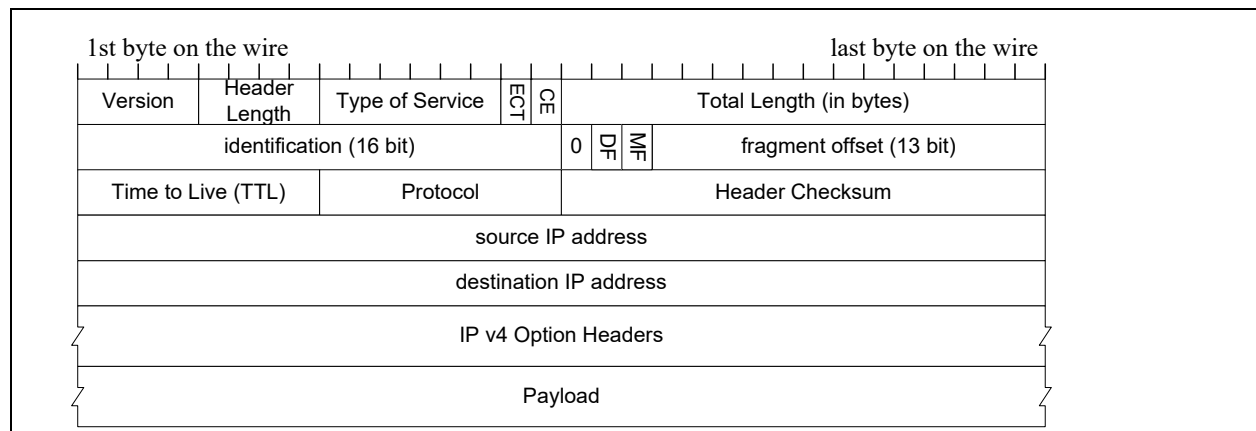 1st byte on the wire last byte on the wire
Version Header Length Type of Service ECT CE Total Length (in bytes)
identification (16 bit) 0 DF MF fragment offset (13 bit)
Time to Live (TTL) Protocol Header Checksum
source IP address
destination IP address
IP v4 Option Headers
Payload